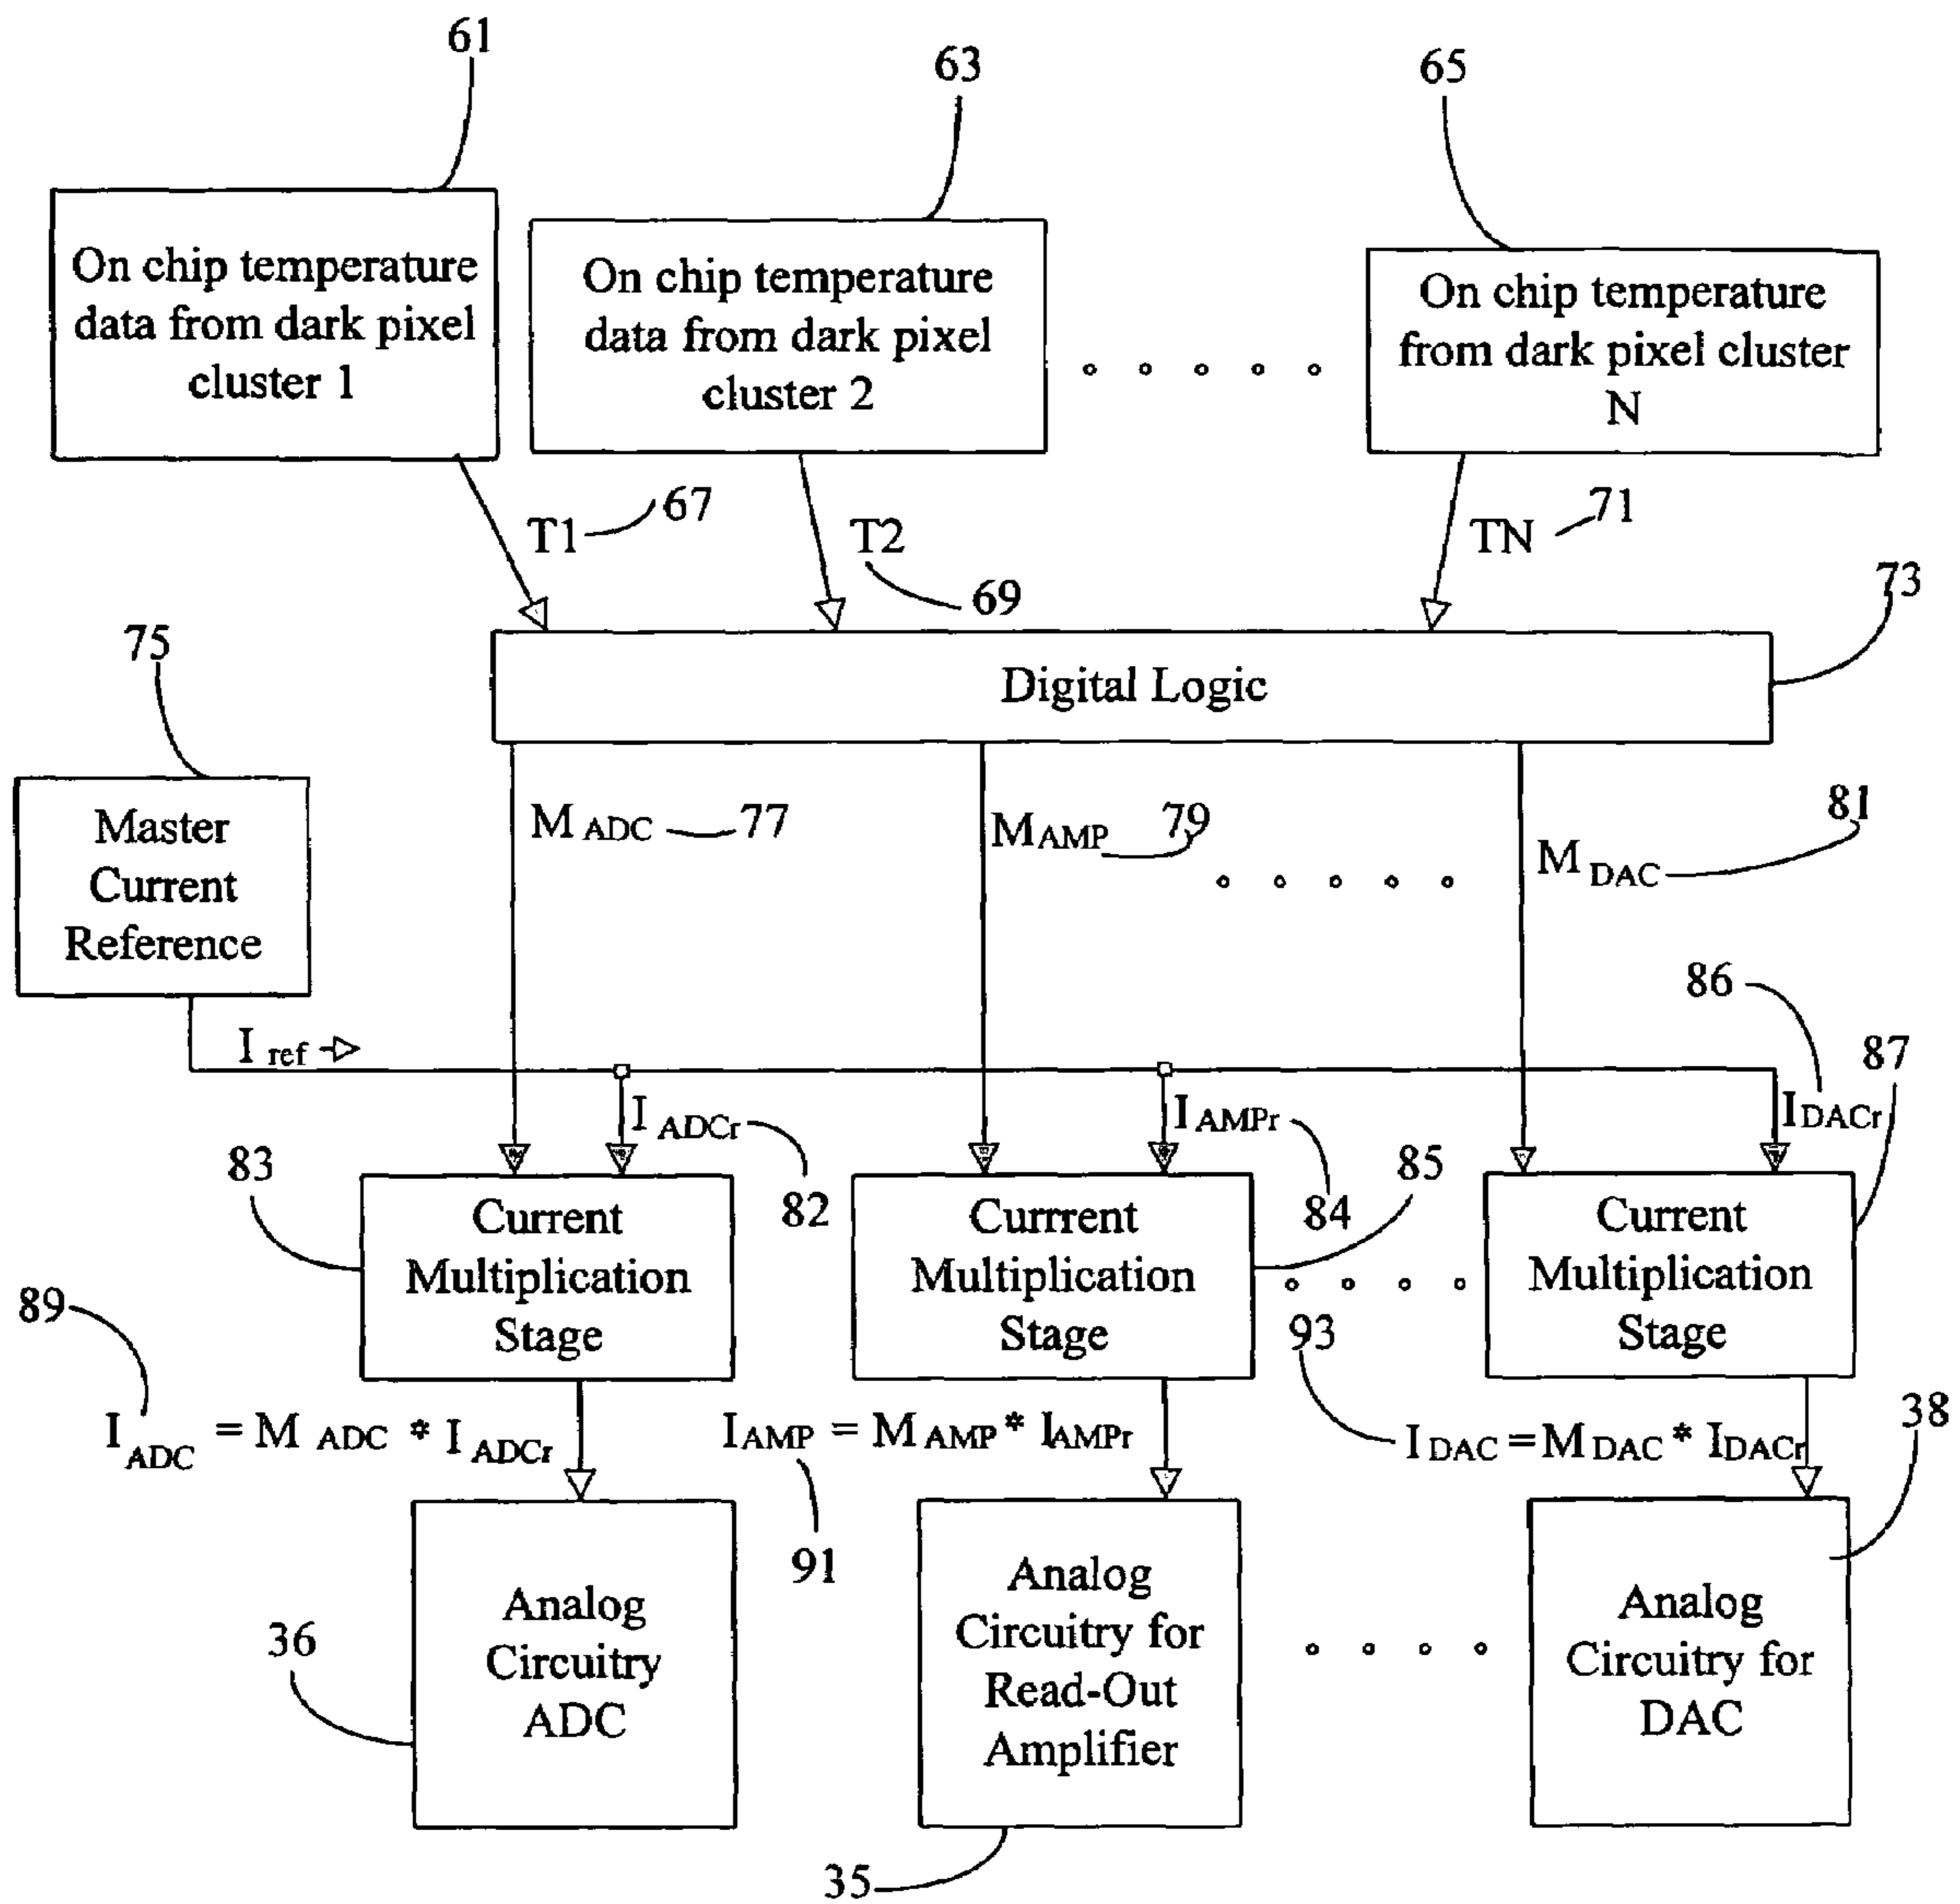 61
63
65
On chip temperature
data from dark pixel
cluster 1
On chip temperature
data from dark pixel
cluster 2
On chip temperature
from dark pixel cluster
N
T1
67
T2
69
TN
71
73
Digital Logic
75
Master
Current
Reference
M ADC
77
MAMP
79
M DAC
81
I ref
I ADCr
82
I AMPr
84
86
IDACr
87
83
Current
Multiplication
Stage
85
Currrent
Multiplication
Stage
Current
Multiplication
Stage
89
I ADC = M ADC * I ADCr
I AMP = M AMP * IAMPr
91
93
I DAC = M DAC * IDACr
38
36
Analog
Circuitry
ADC
Analog
Circuitry for
Read-Out
Amplifier
35
Analog
Circuitry for
DAC